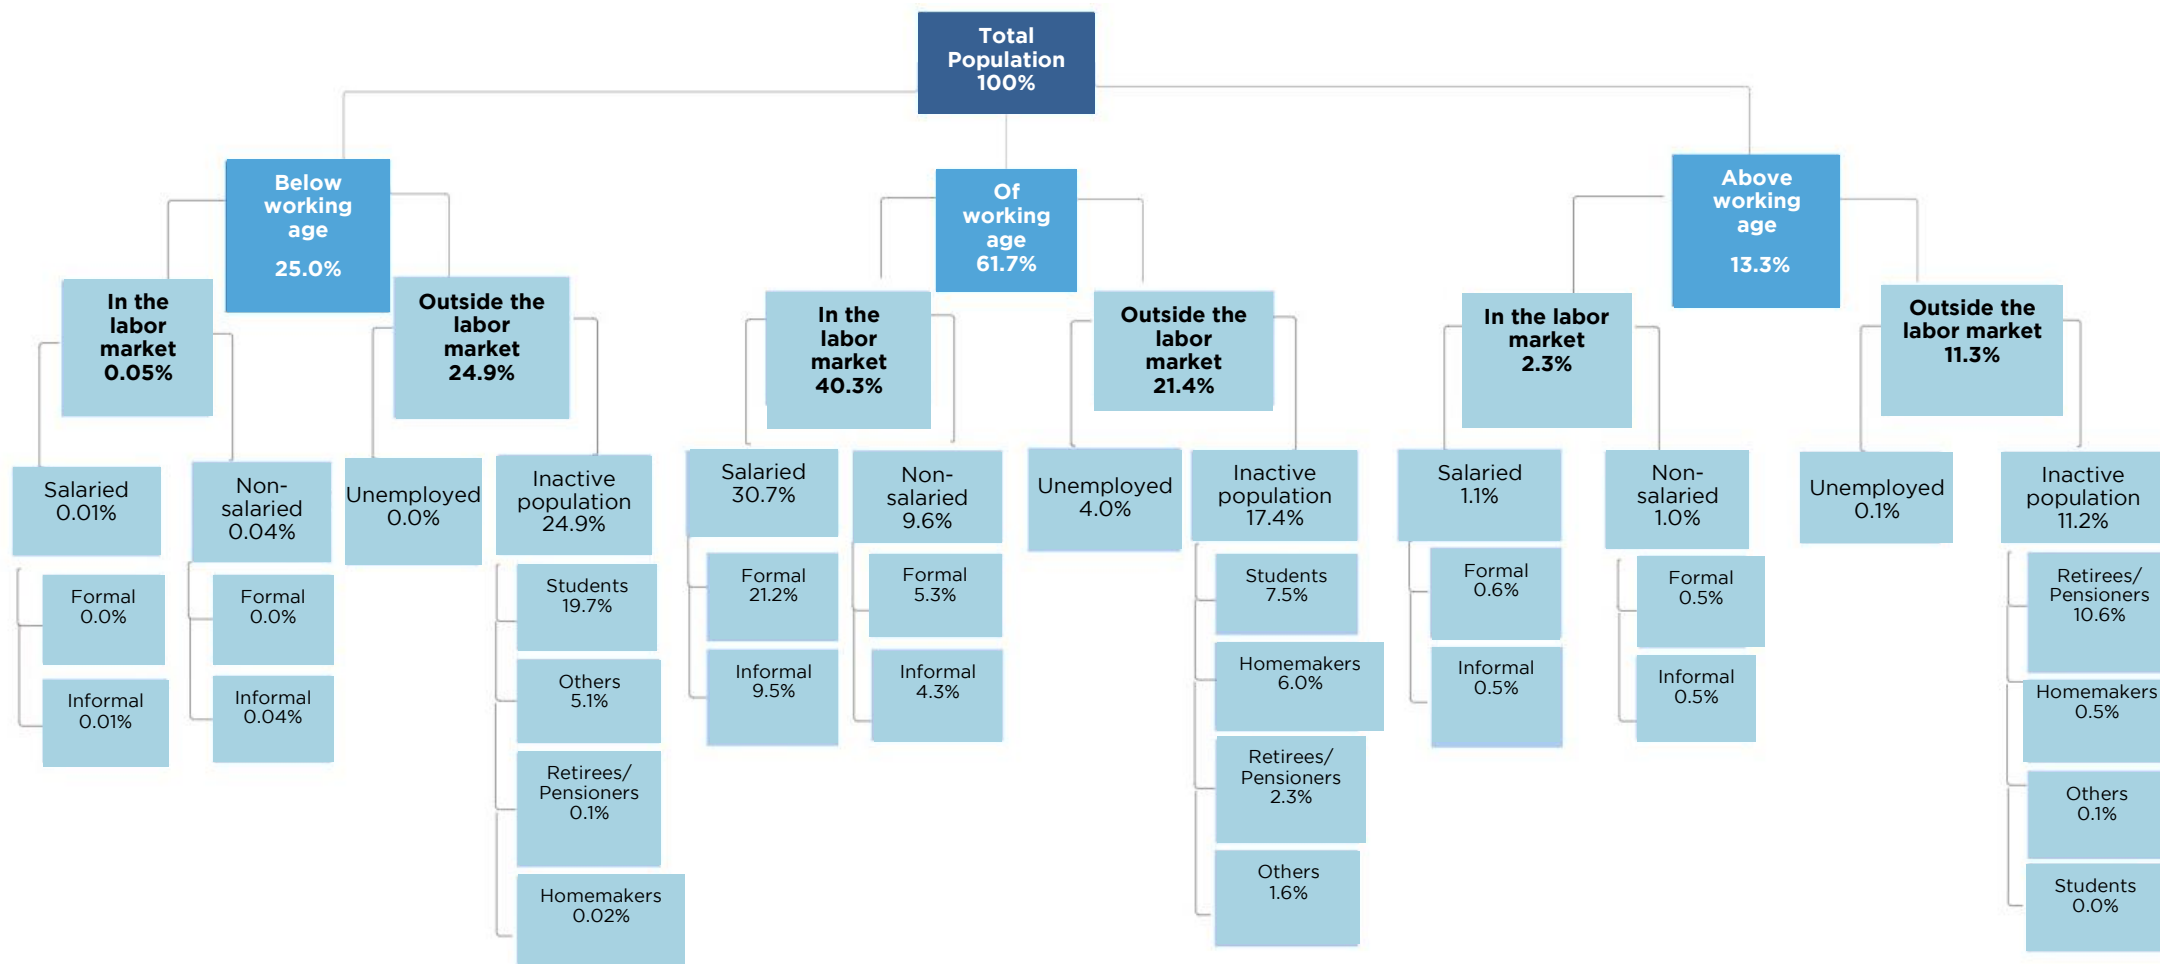 Total
Population
100%
Below
working
age
25.0%
Of
working
age
61.7%
Above
working
age
13.3%
In the
labor
market
0.05%
Outside the
labor
market
24.9%
In the
labor
market
40.3%
Outside the
labor
market
21.4%
In the labor
market
2.3%
Outside the
labor market
11.3%
Salaried
0.01%
Non-
salaried
0.04%
Unemployed
0.0%
Inactive
population
24.9%
Salaried
30.7%
Non-
salaried
9.6%
Unemployed
4.0%
Inactive
population
17.4%
Salaried
1.1%
Non-
salaried
1.0%
Unemployed
0.1%
Inactive
population
11.2%
Formal
0.0%
Informal
0.01%
Formal
0.0%
Informal
0.04%
Students
19.7%
Others
5.1%
Retirees/
Pensioners
0.1%
Homemakers
0.02%
Formal
21.2%
Informal
9.5%
Formal
5.3%
Informal
4.3%
Students
7.5%
Homemakers
6.0%
Retirees/
Pensioners
2.3%
Others
1.6%
Formal
0.6%
Informal
0.5%
Formal
0.5%
Informal
0.5%
Retirees/
Pensioners
10.6%
Homemakers
0.5%
Others
0.1%
Students
0.0%